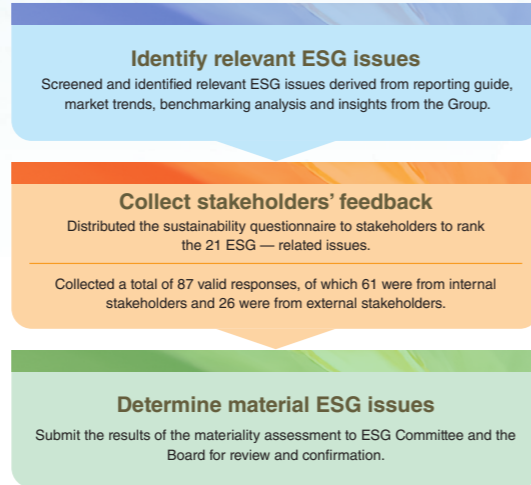 Identify relevant ESG issues
Screened and identified relevant ESG issues derived from reporting guide,
market trends, benchmarking analysis and insights from the Group.
Collect stakeholders’ feedback
Distributed the sustainability questionnaire to stakeholders to rank
the 21 ESG — related issues.
Collected a total of 87 valid responses, of which 61 were from internal
stakeholders and 26 were from external stakeholders.
Determine material ESG issues
Submit the results of the materiality assessment to ESG Committee and the
Board for review and confirmation.